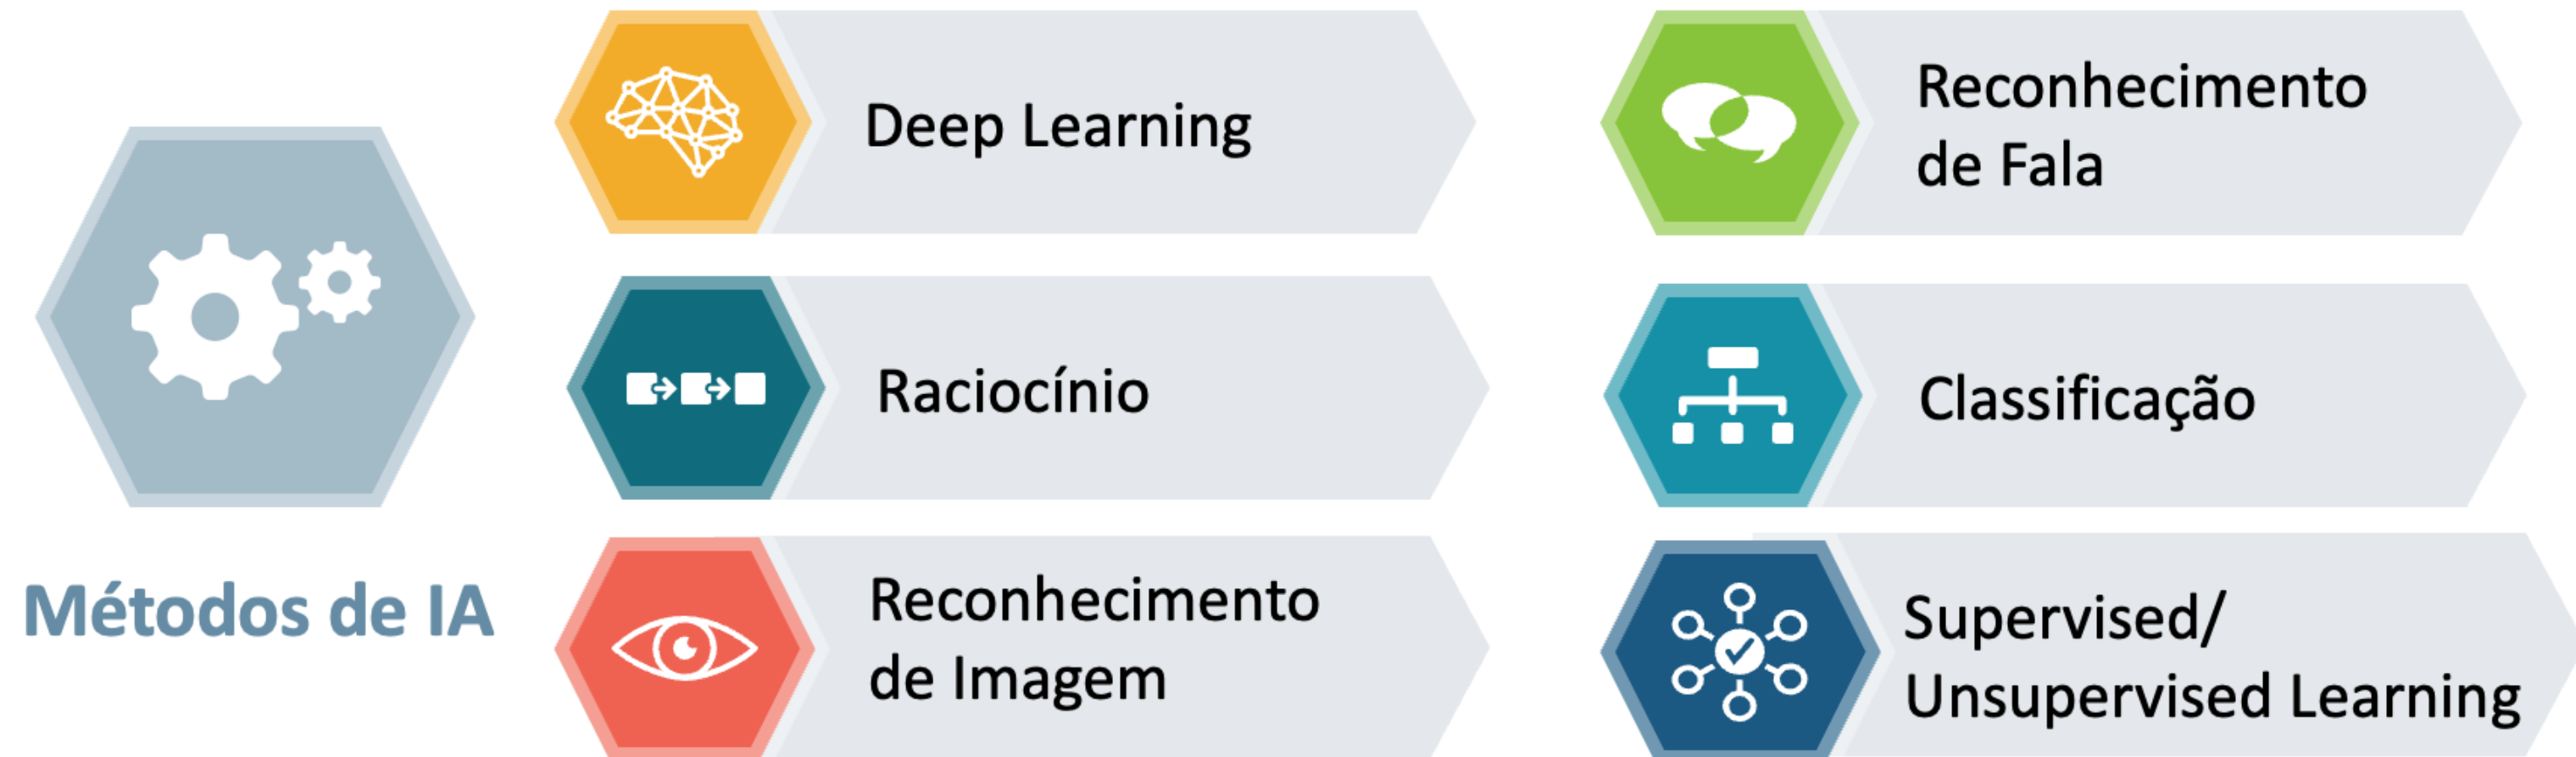 Métodos de IA
Deep Learning
Raciocínio
Reconhecimento
de Imagem
Reconhecimento
de Fala
Classificação
Supervised/
Unsupervised Learning